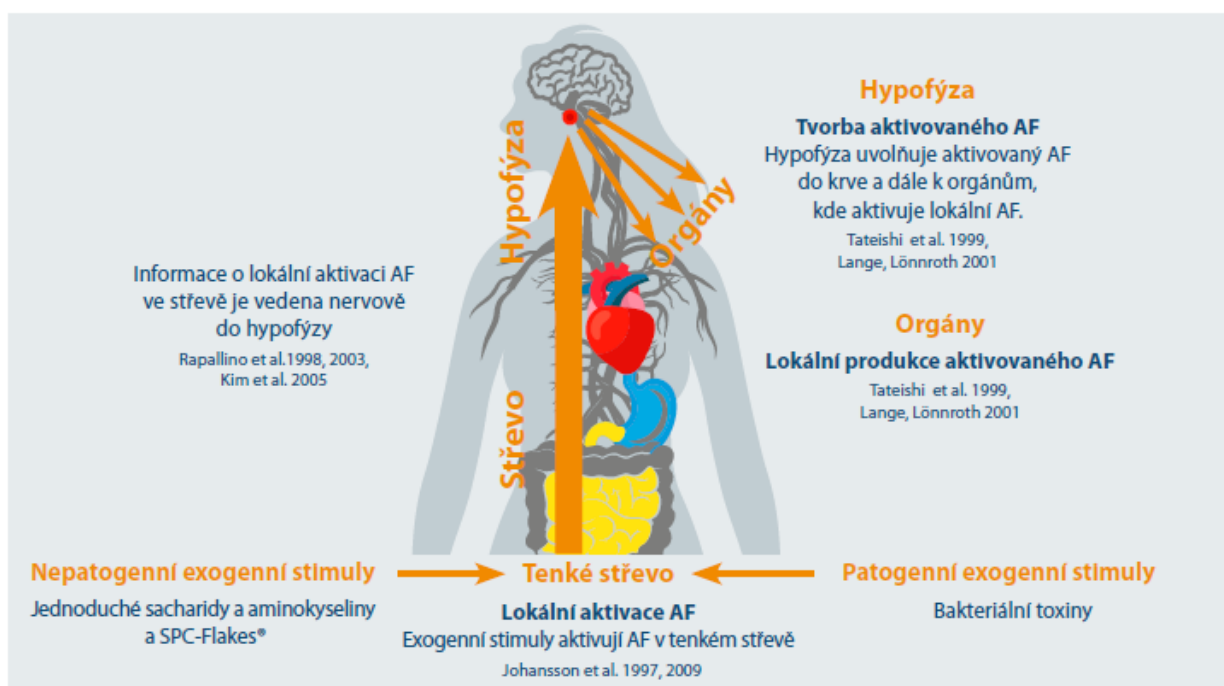 Hypofýza
Tvorba aktivovaného AF
Hypofýza uvolňuje aktivovaný AF
do krve a dále k orgánům,
kde aktivuje lokální AF.
Tateishi et al. 1999,
Lange, Lönnroth 2001
Hypofýza
Orgány
Informace o lokální aktivaci AF
ve střevě je vedena nervově
do hypofýzy
Rapallino et al.1998, 2003,
Kim et al. 2005
Orgány
Lokální produkce aktivovaného AF
Tateishi et al. 1999,
Lange, Lönnroth 2001
Střevo
Nepatogenní exogenní stimuly
Jednoduché sacharidy a aminokyseliny
a SPC-Flakes®
Tenké střevo
Lokální aktivace AF
Exogenní stimuly aktivují AF v tenkém střevě
Johansson et al. 1997, 2009
Patogenní exogenní stimuly
Bakteriální toxiny